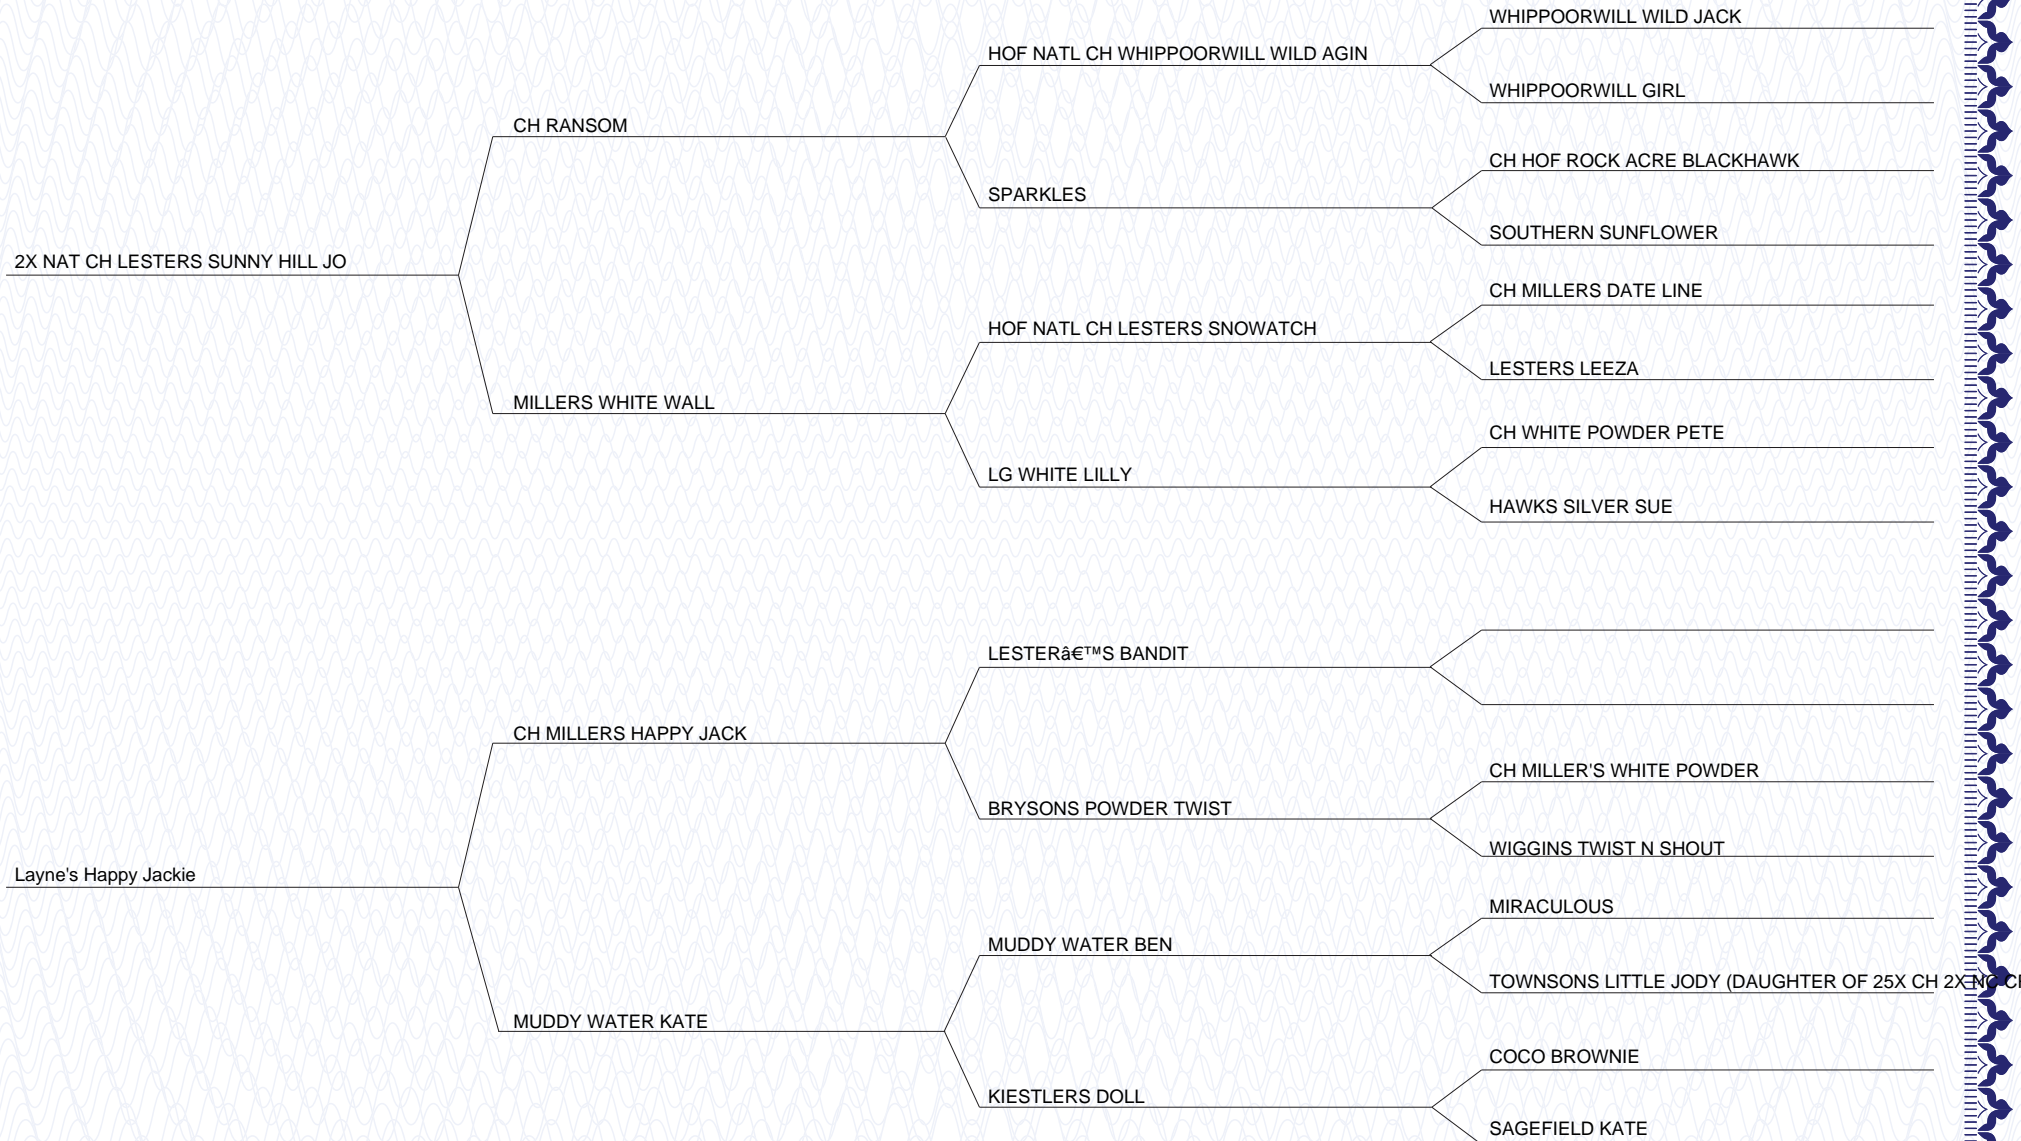 WHIPPOORWILL WILD JACK
HOF NATL CH WHIPPOORWILL WILD AGIN
WHIPPOORWILL GIRL
CH RANSOM
CH HOF ROCK ACRE BLACKHAWK
SPARKLES
SOUTHERN SUNFLOWER
2X NAT CH LESTERS SUNNY HILL JO
CH MILLERS DATE LINE
HOF NATL CH LESTERS SNOWATCH
LESTERS LEEZA
MILLERS WHITE WALL
CH WHITE POWDER PETE
LG WHITE LILLY
HAWKS SILVER SUE
LESTERâ€™S BANDIT
CH MILLERS HAPPY JACK
CH MILLER'S WHITE POWDER
BRYSONS POWDER TWIST
WIGGINS TWIST N SHOUT
Layne's Happy Jackie
MIRACULOUS
MUDDY WATER BEN
TOWNSONS LITTLE JODY (DAUGHTER OF 25X CH 2X NC
MUDDY WATER KATE
COCO BROWNIE
KIESTLERS DOLL
SAGEFIELD KATE